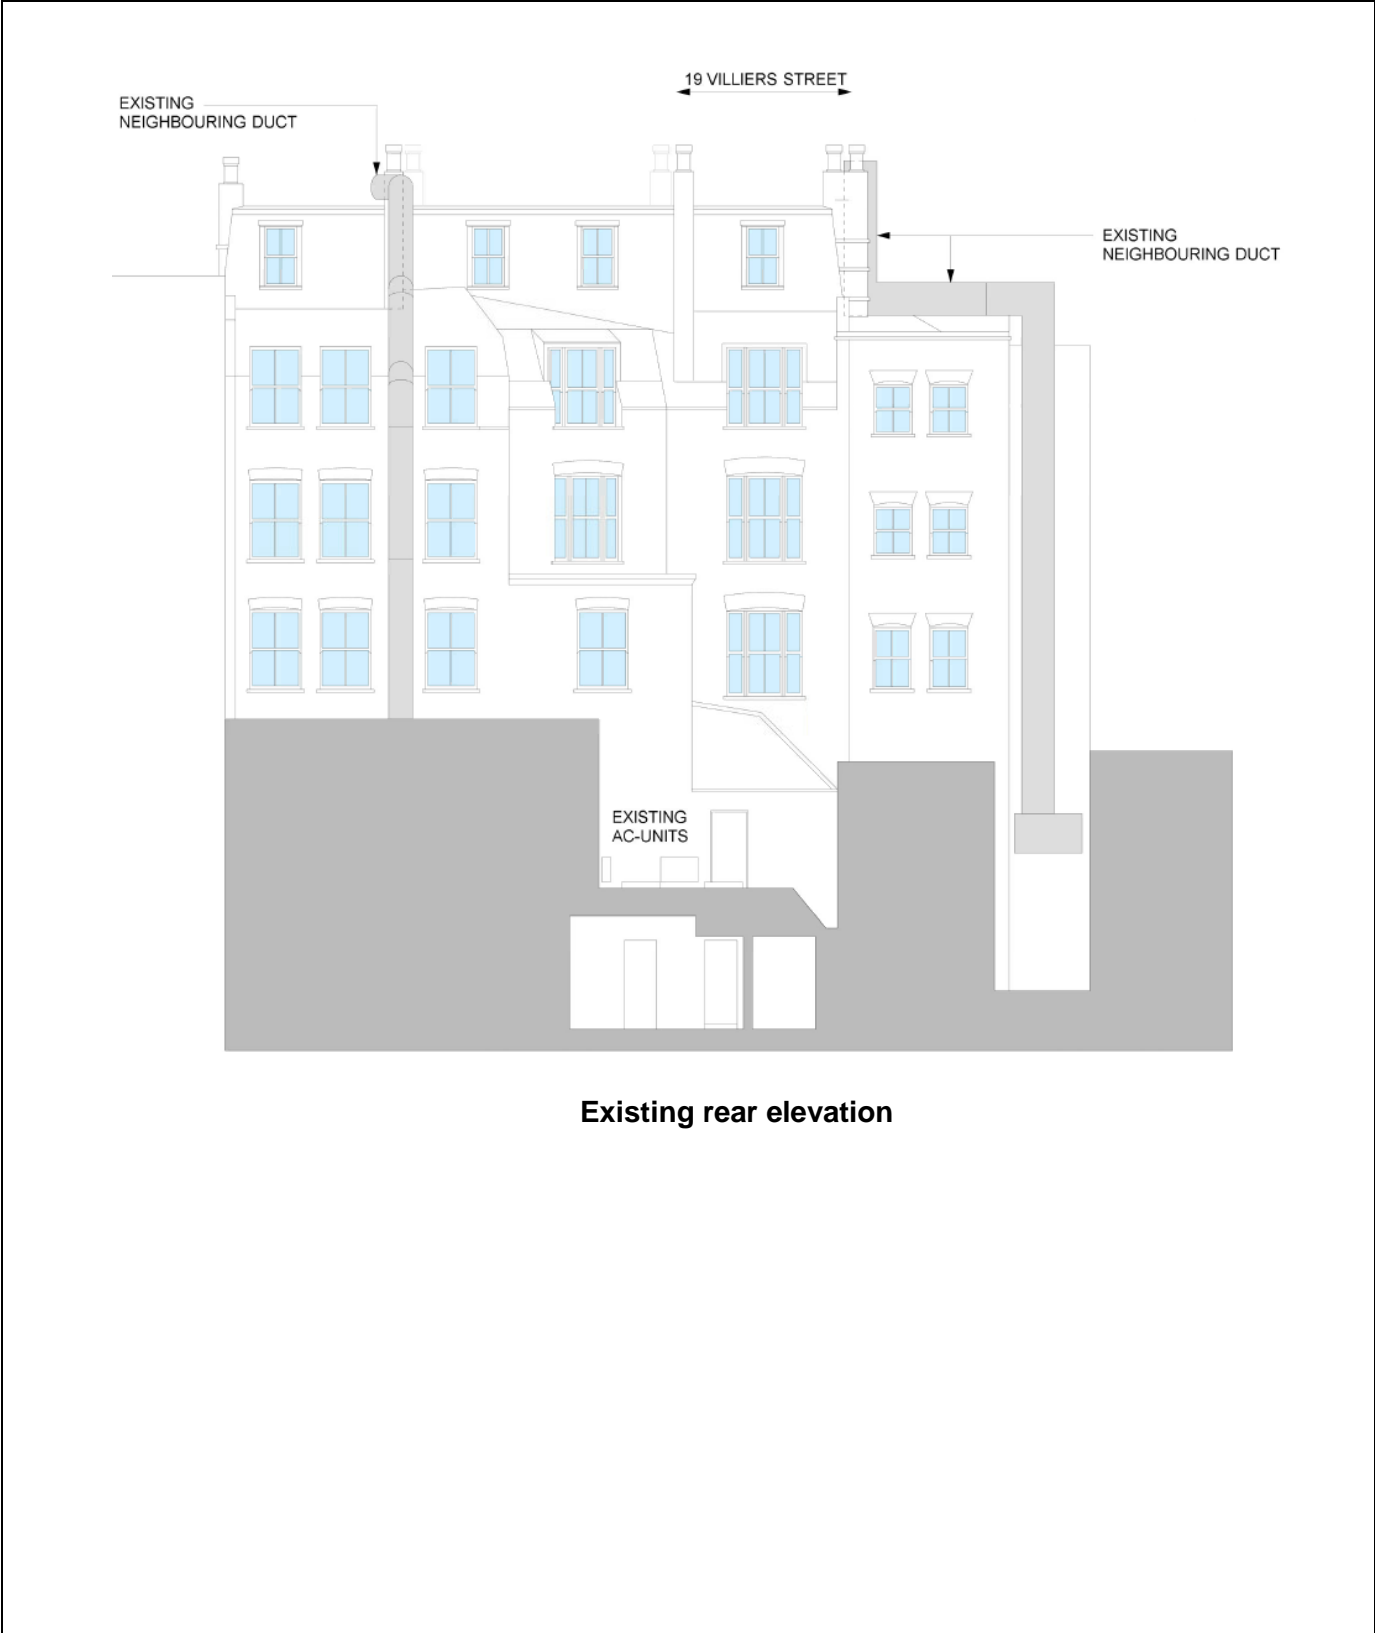 19 VILLIERS STREET
EXISTING
NEIGHBOURING DUCT
EXISTING
NEIGHBOURING DUCT
EXISTING
AC-UNITS
Existing rear elevation